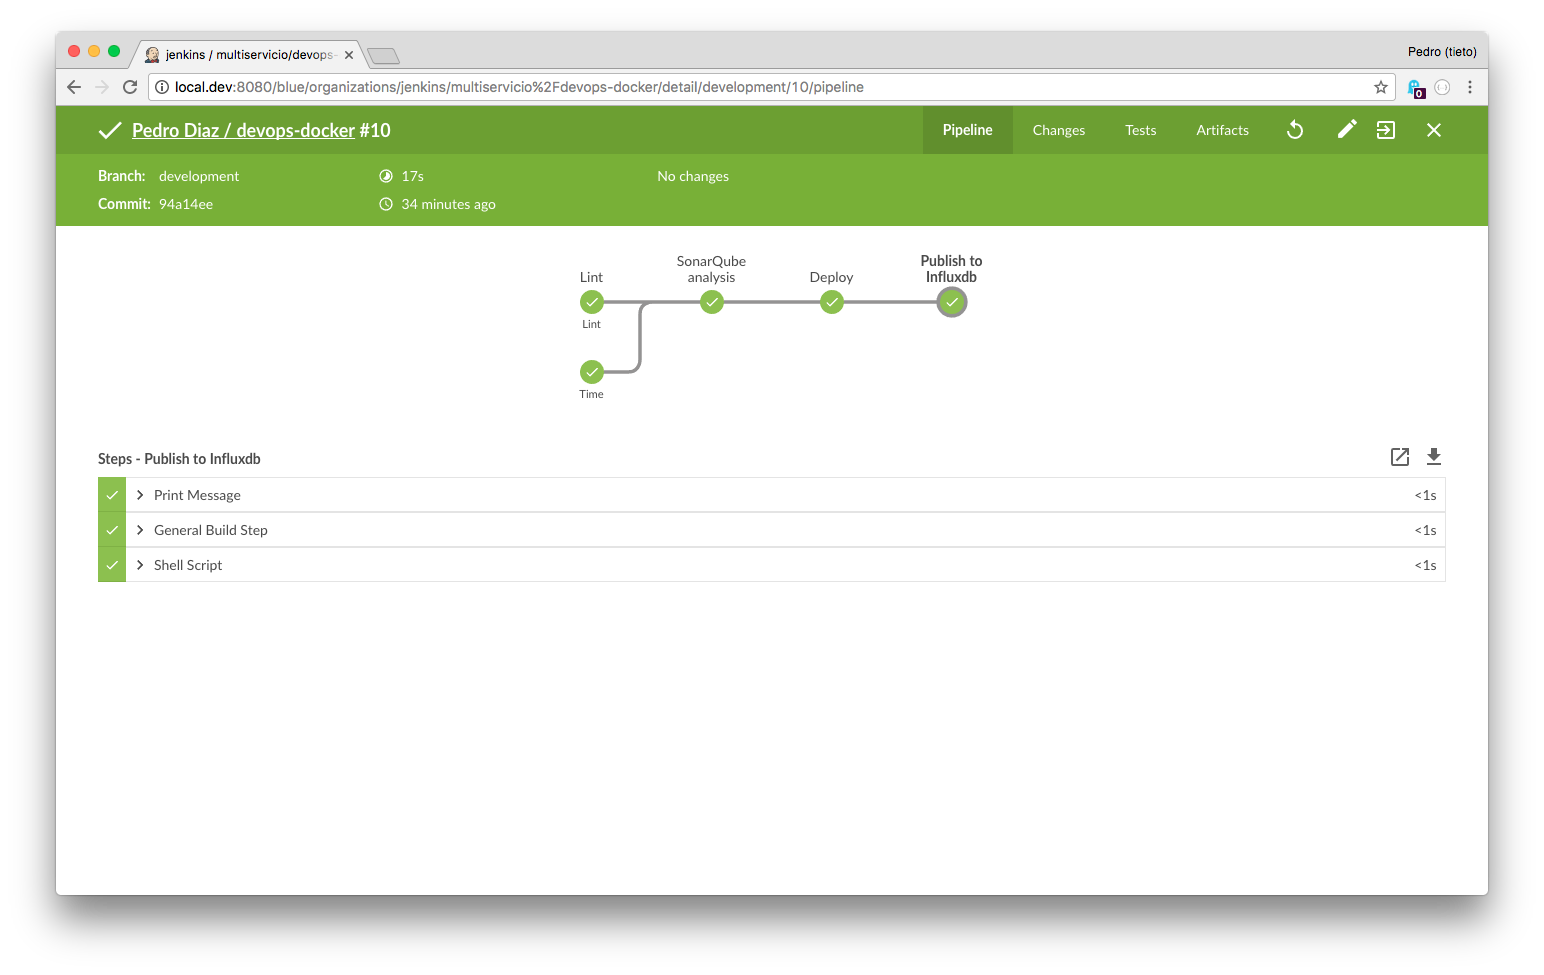 jenkins / multiservicio/devops-
Pedro (tieto)
local.dev:8080/blue/organizations/jenkins/multiservicio%2Fdevops-docker/detail/development/10/pipeline
0
Pedro Diaz / devops-docker #10
Pipeline
Changes
Tests
Artifacts
Branch: development
17s
No changes
Commit: 94a14ee
34 minutes ago
Lint
SonarQube
analysis
Deploy
Publish to
Influxdb
Lint
Time
Steps - Publish to Influxdb
Print Message
<1s
General Build Step
<1s
Shell Script
<1s